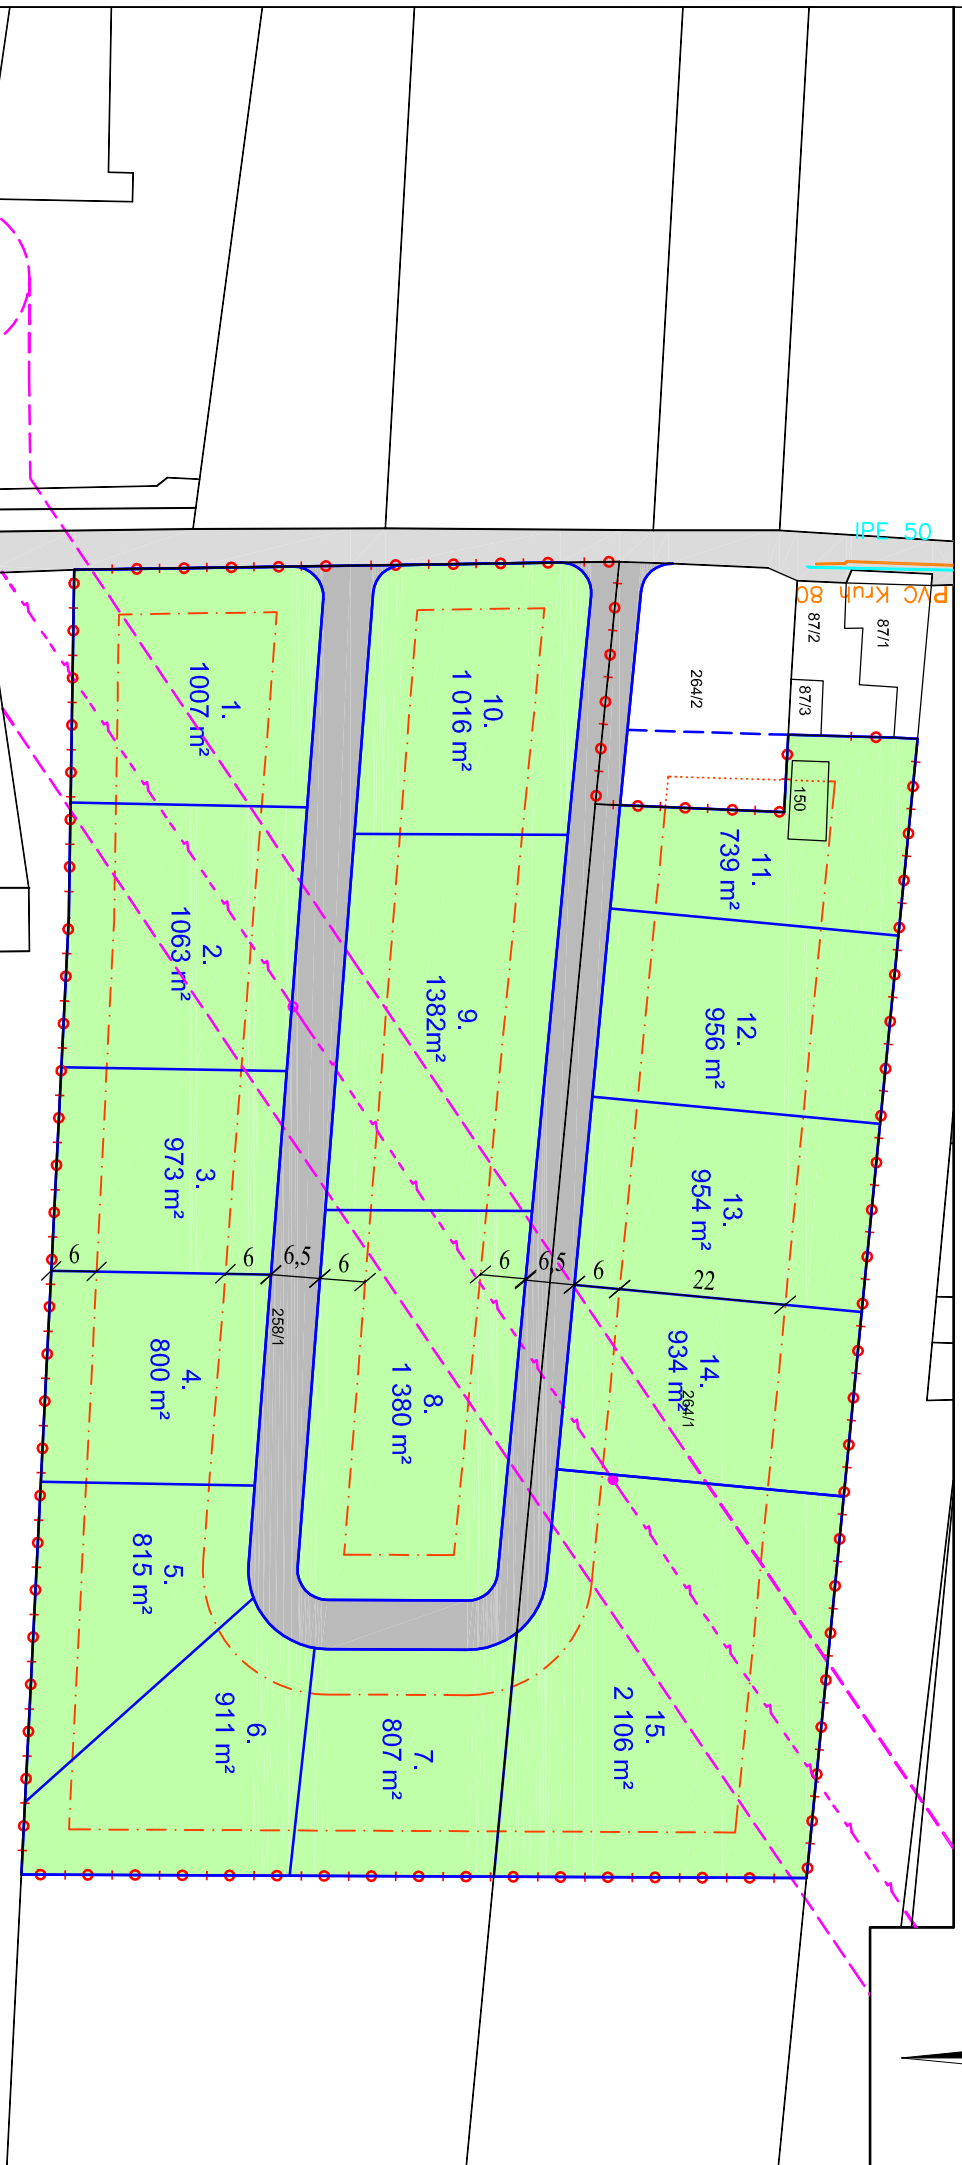 IPE 50
PVC Kruh 80
87/1
87/2
87/3
264/2
150
1.
1007 m²
10.
1 016 m²
11.
739 m²
2.
1063 m²
9.
1382m²
12.
956 m²
3.
973 m²
13.
954 m²
6
6
6,5
6
6
6,5
6
22
258/1
4.
800 m²
8.
1 380 m²
14.
934 m²
264/1
5.
815 m²
6.
911 m²
7.
807 m²
15.
2 106 m²